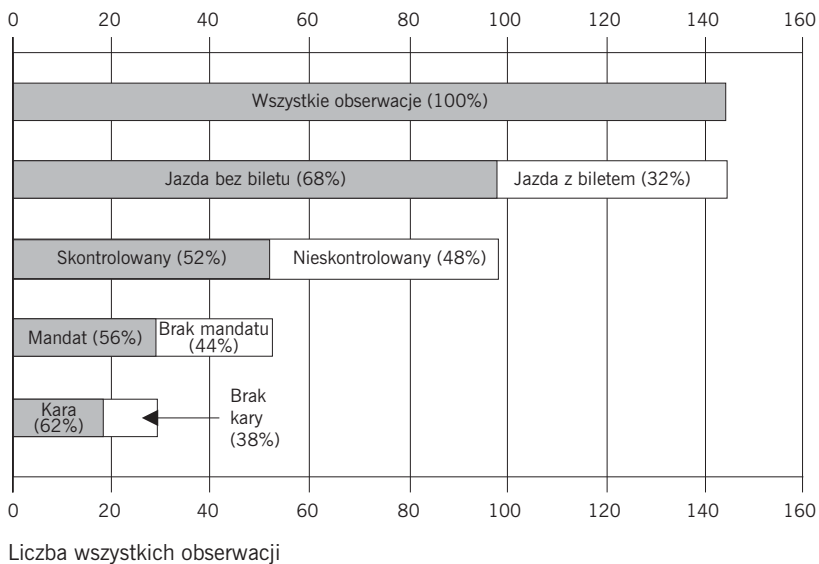 0 20 40 60 80 100 120 140 160
Wszystkie obserwacje (100%)
Jazda bez biletu (68%) Jazda z biletem (32%)
Skontrolowany (52%) Nieskontrolowany (48%)
Mandat (56%) Brak mandatu
(44%)
Kara
(62%)
Brak
kary
(38%)
0 20 40 60 80 100 120 140 160
Liczba wszystkich obserwacji